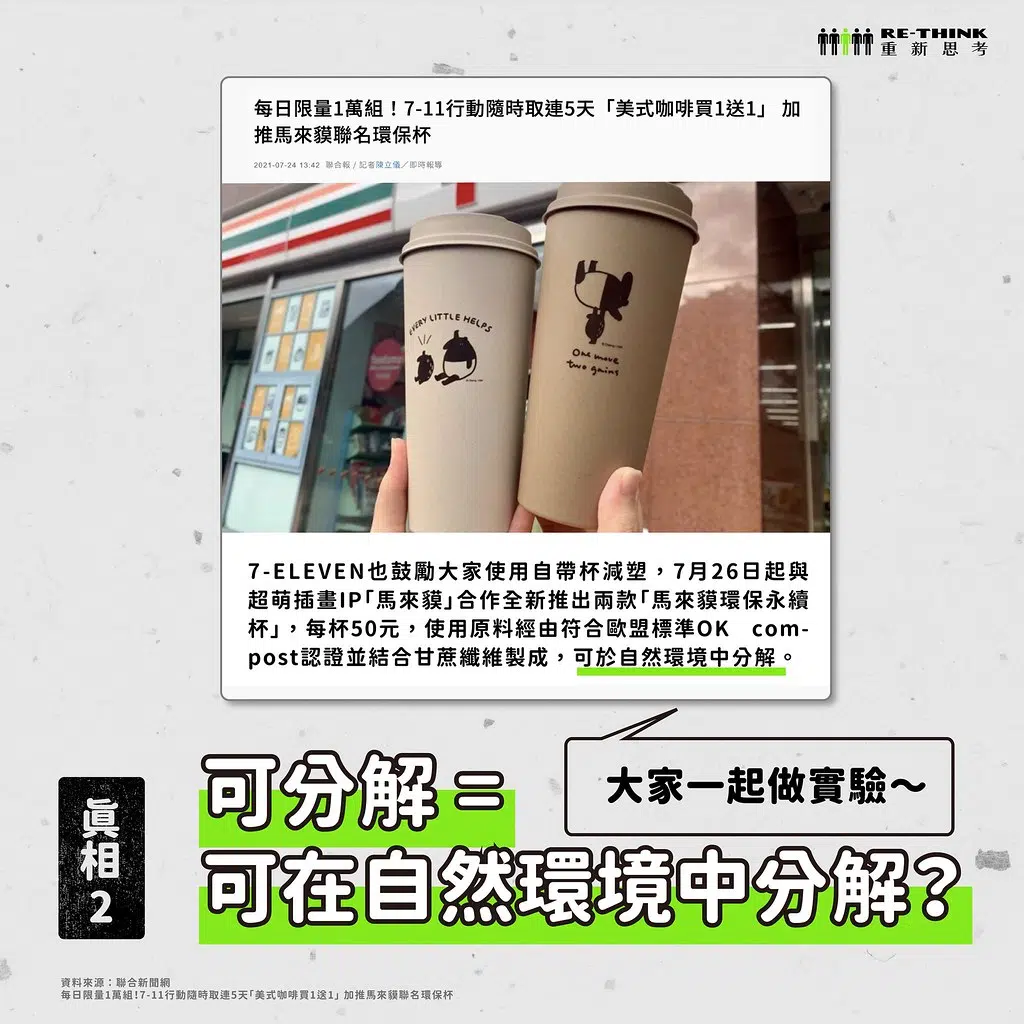 RE-THINK
重新思考
每日限量1萬組！7-11行動隨時取連5天「美式咖啡買1送1」 加
推馬來貘聯名環保杯
2021-07-24 13:42 聯合報 / 記者陳立儀／即時報導
EVERY LITTLE HELPS
One move
two gains
7-ELEVEN也鼓勵大家使用自帶杯減塑，7月26日起與
超萌插畫IP「馬來貘」合作全新推出兩款「馬來貘環保永續
杯」，每杯50元，使用原料經由符合歐盟標準OK com-
post認證並結合甘蔗纖維製成，可於自然環境中分解。
大家一起做實驗～
真相2
可分解＝
可在自然環境中分解？
資料來源：聯合新聞網
每日限量1萬組！7-11行動隨時取連5天「美式咖啡買1送1」 加推馬來貘聯名環保杯